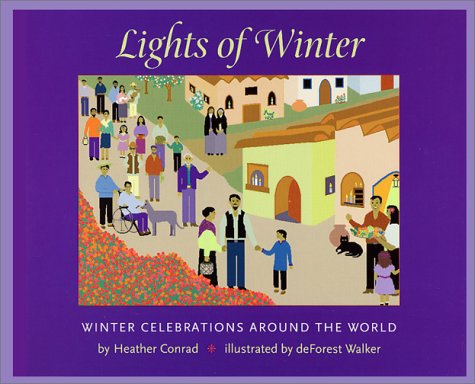 Lights of Winter
WINTER CELEBRATIONS AROUND THE WORLD
by Heather Conrad * illustrated by deForest Walker